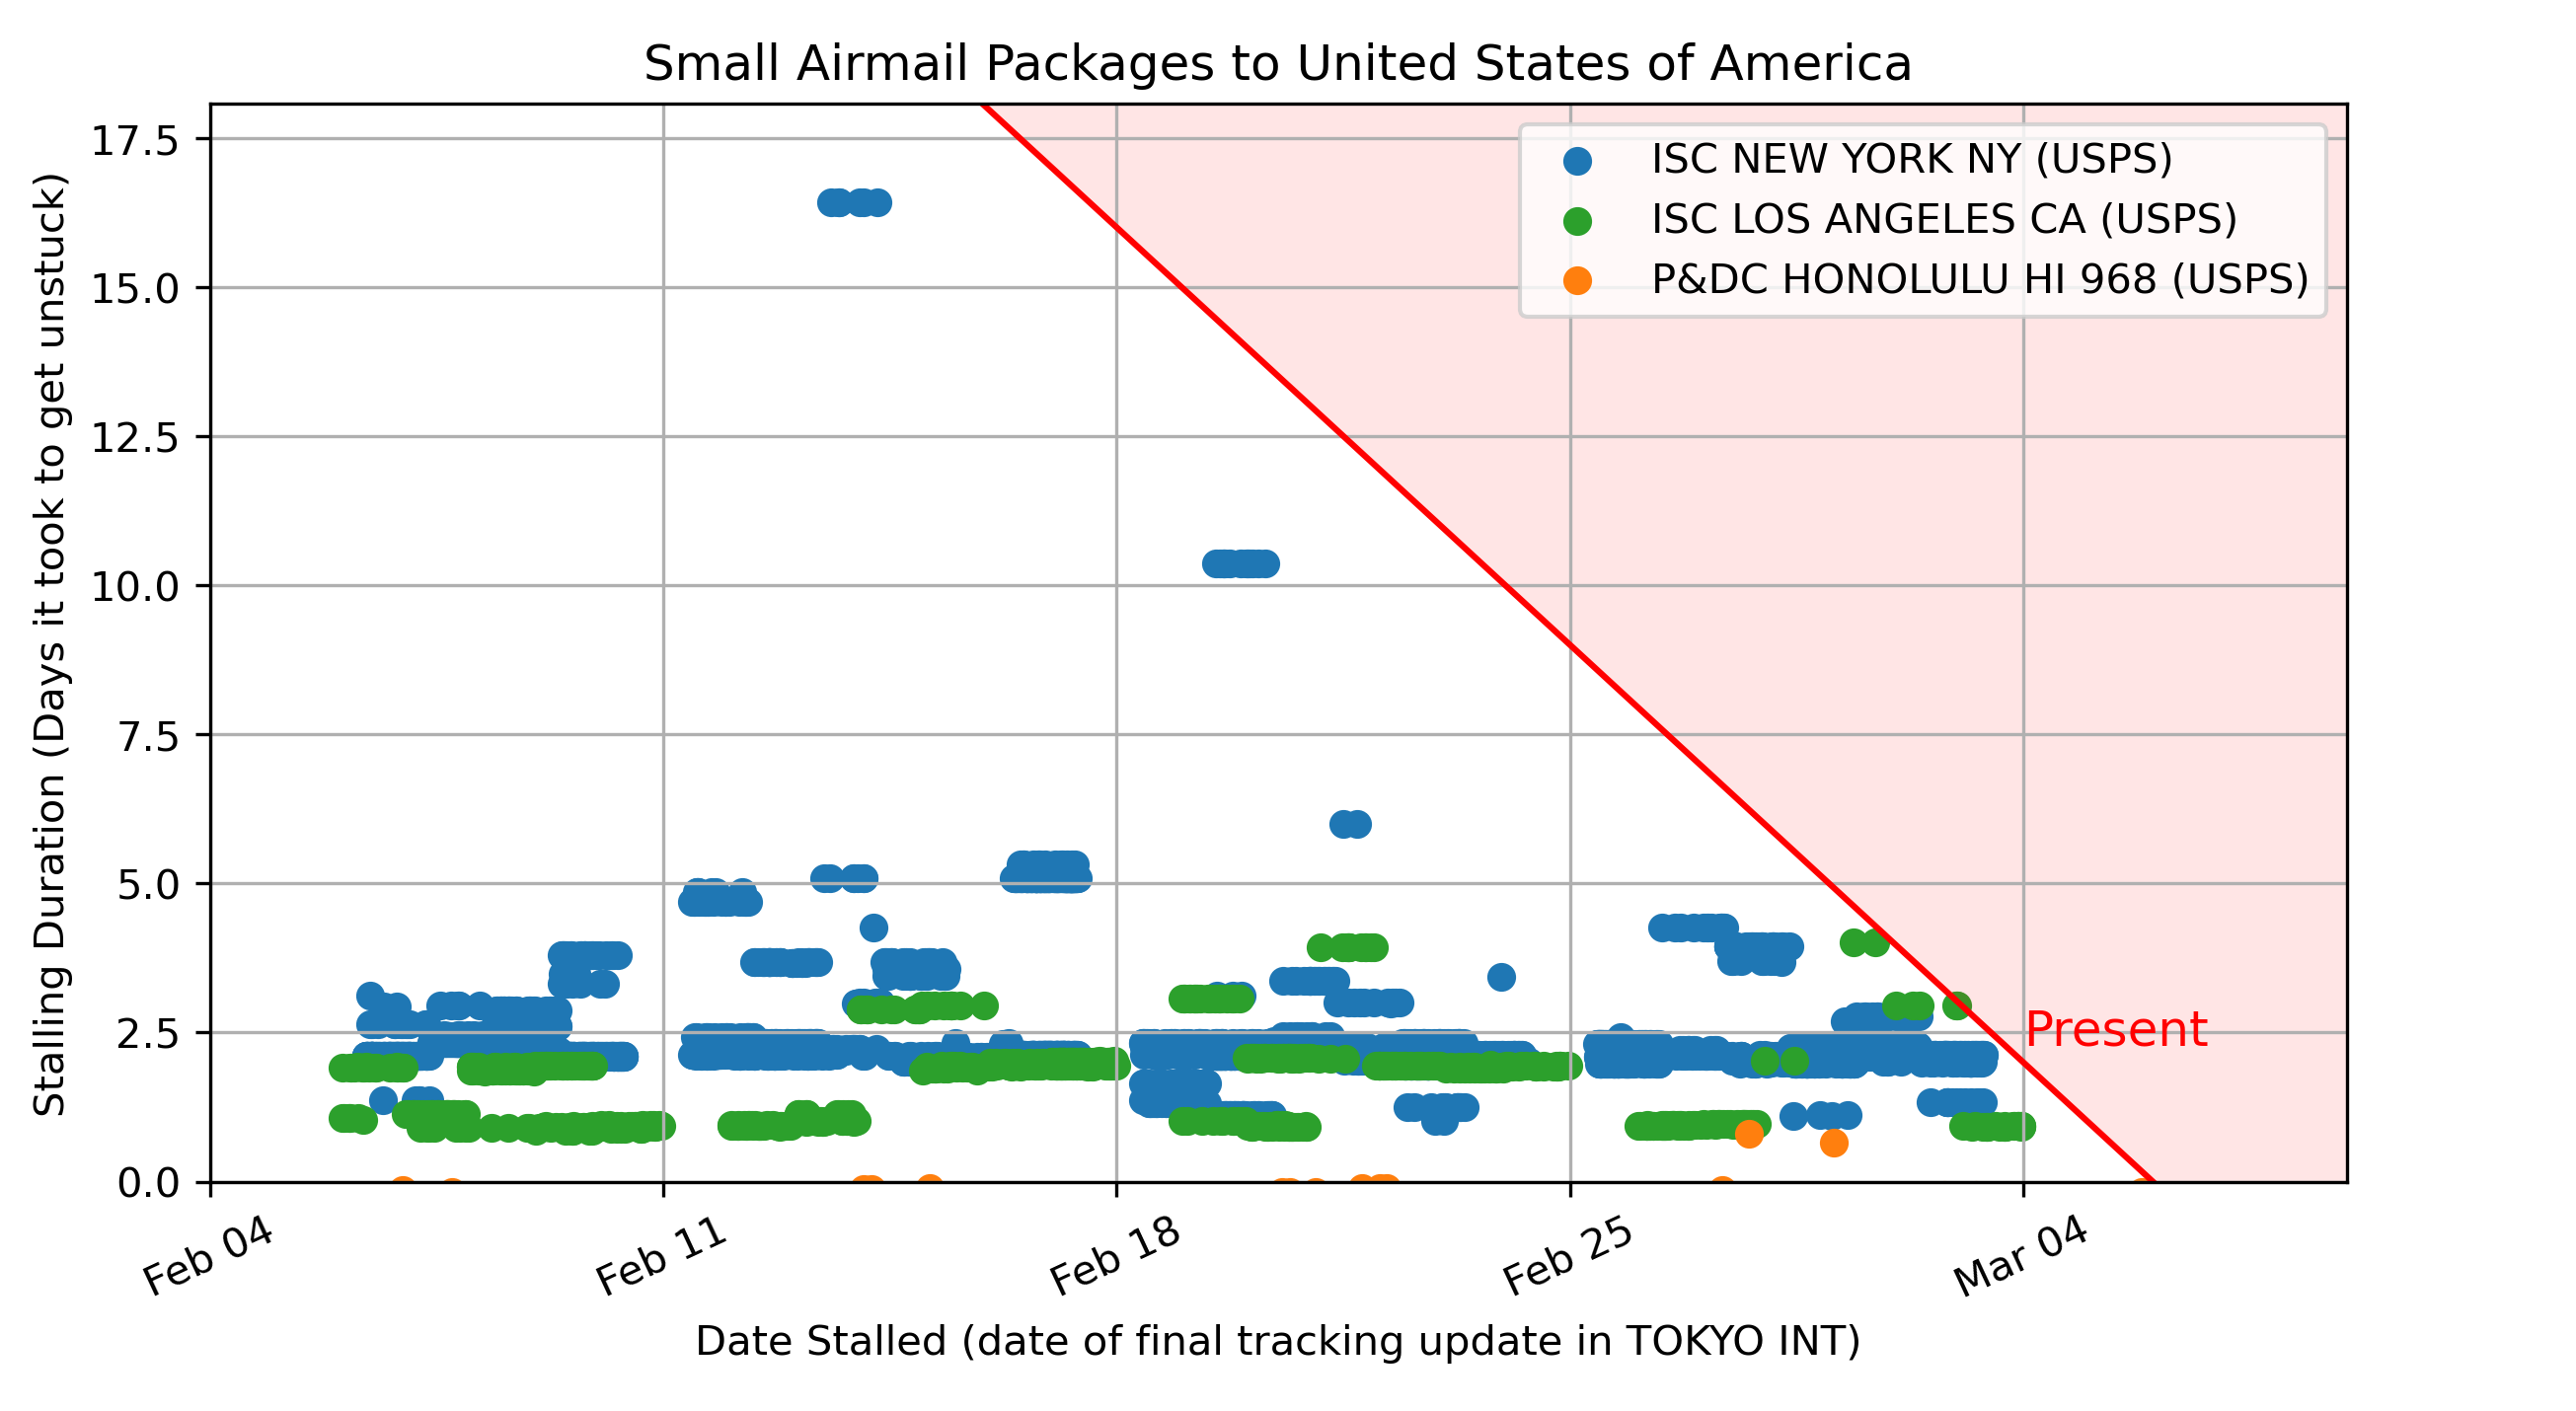 Small Airmail Packages to United States of America
Stalling Duration (Days it took to get unstuck)
17.5
15.0
12.5
10.0
7.5
5.0
2.5
0.0
ISC NEW YORK NY (USPS)
ISC LOS ANGELES CA (USPS)
P&DC HONOLULU HI 968 (USPS)
Present
Feb 04
Feb 11
Feb 18
Feb 25
Mar 04
Date Stalled (date of final tracking update in TOKYO INT)